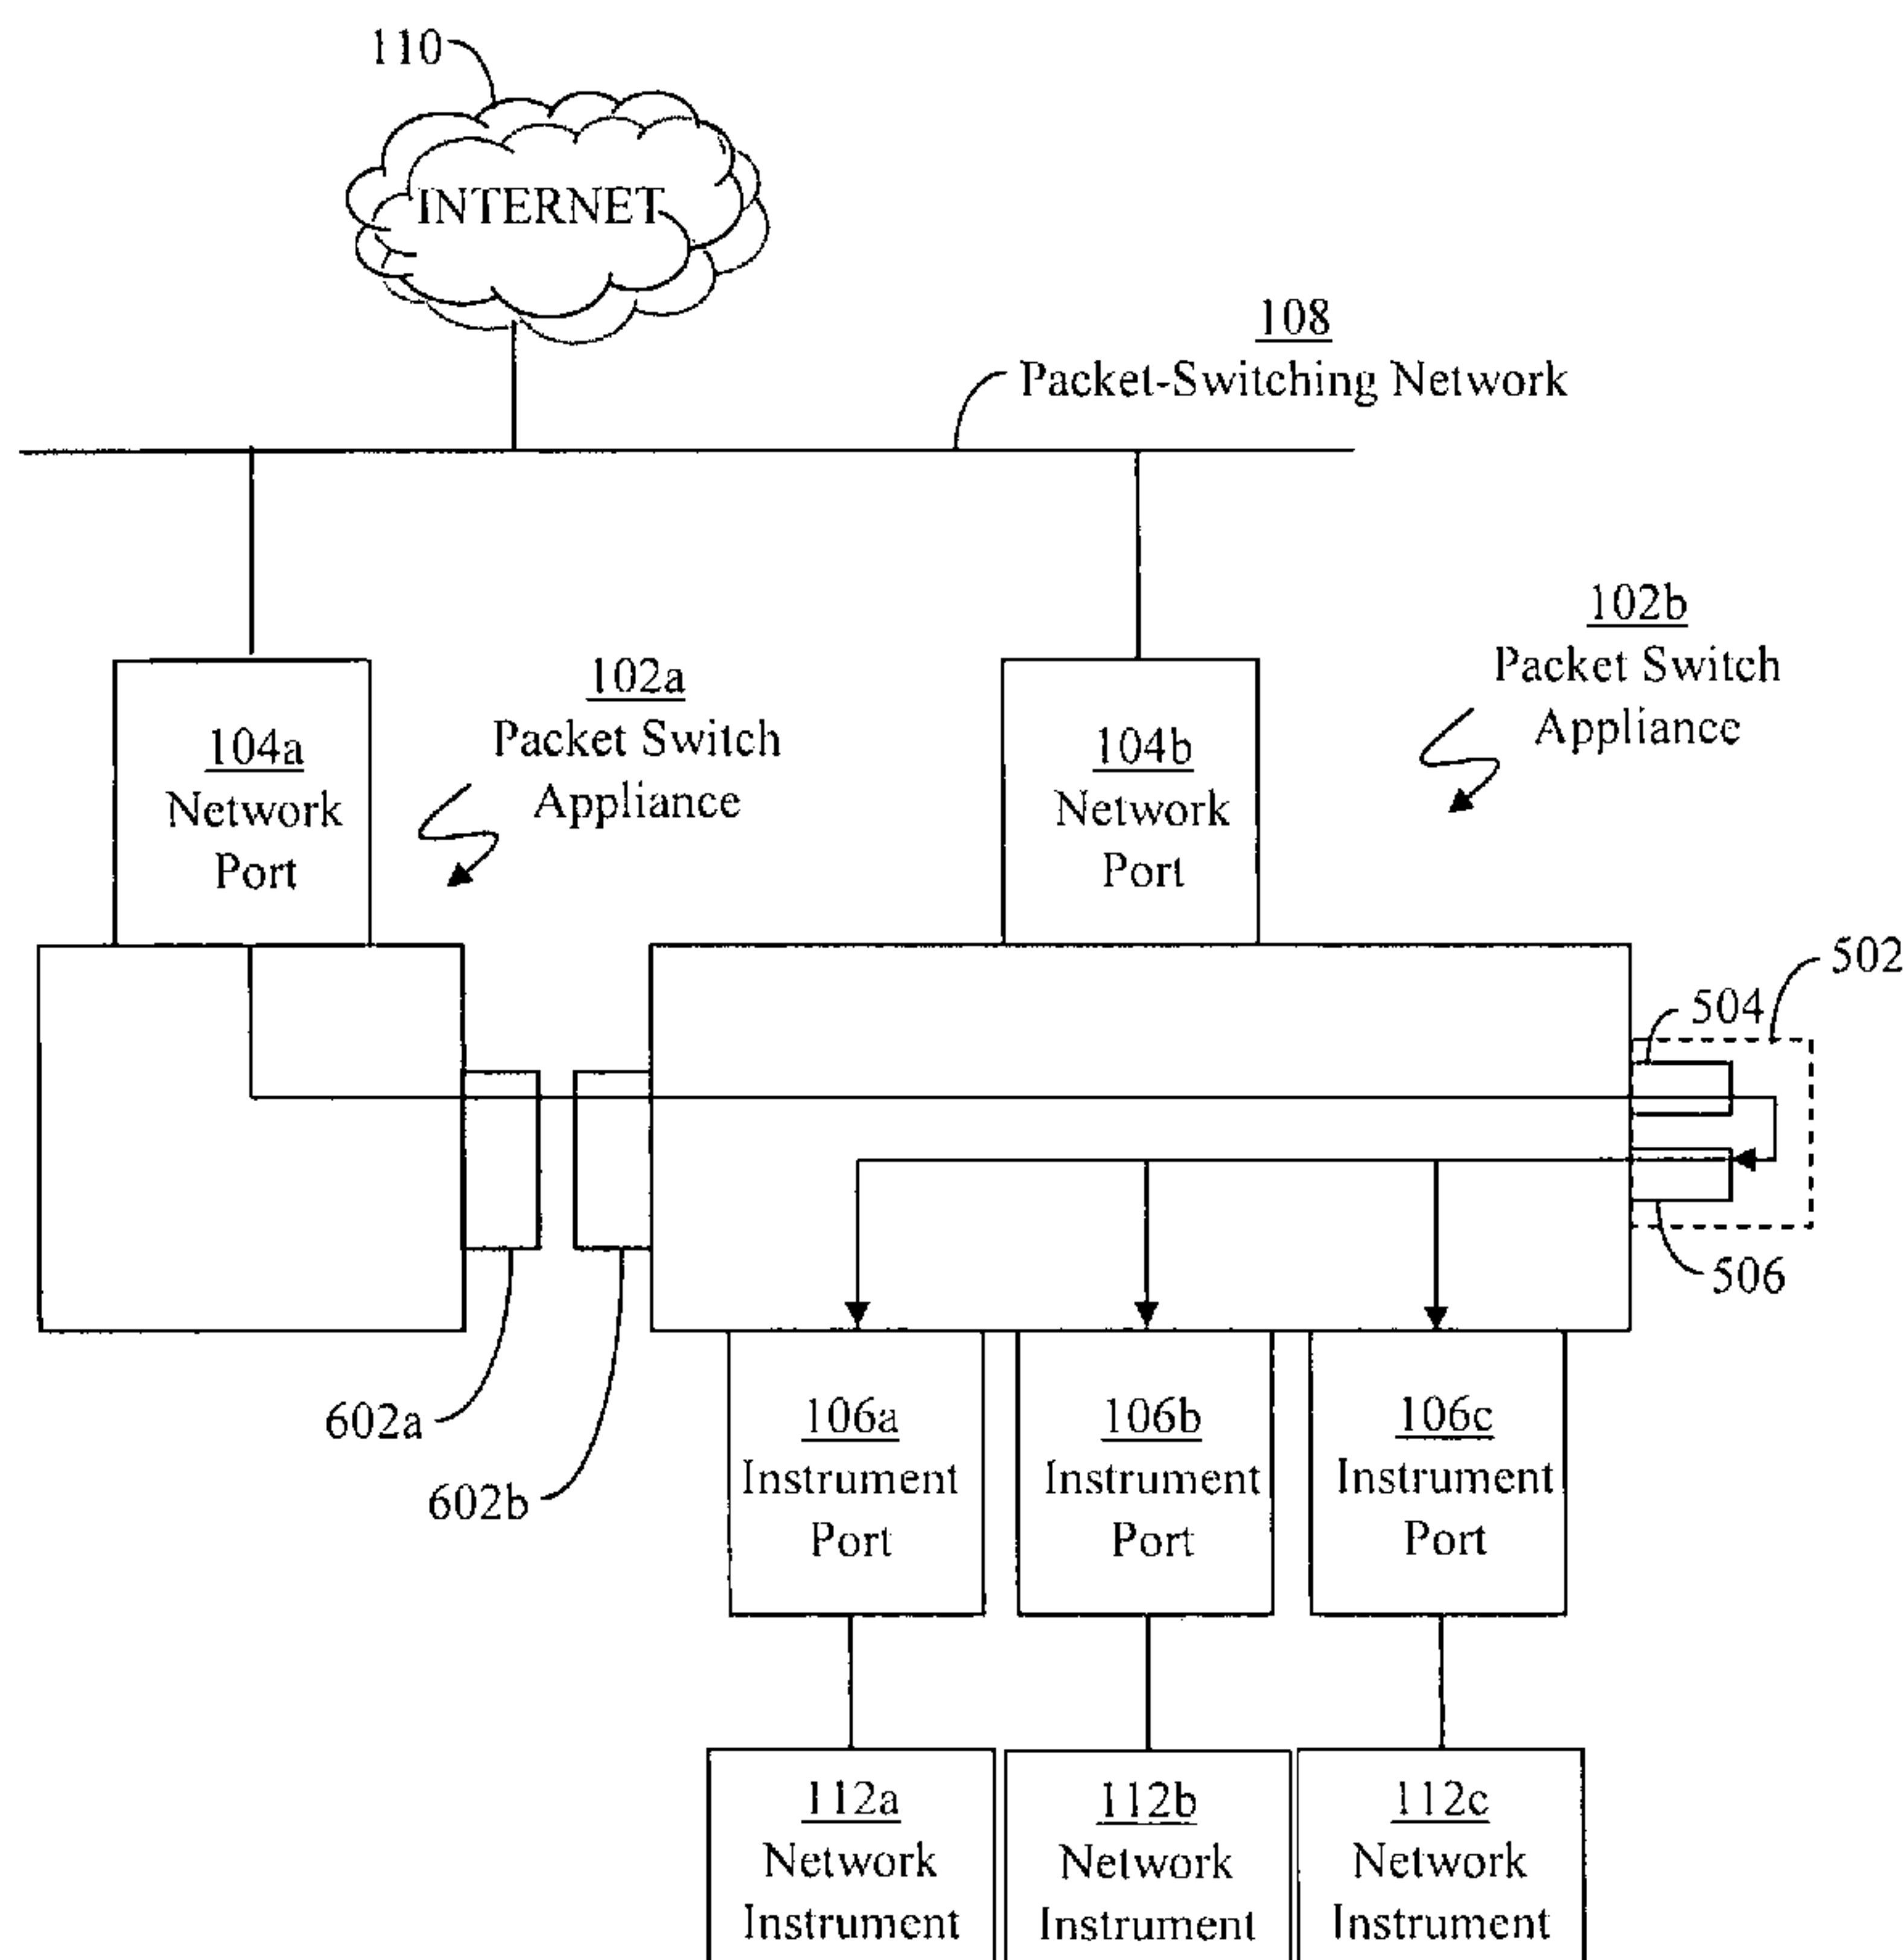 110
INTERNET
108
Packet-Switching Network
102b
Packet Switch
Appliance
102a
Packet Switch
Appliance
104a
Network
Port
104b
Network
Port
502
504
506
602a
602b
106a
Instrument
Port
106b
Instrument
Port
106c
Instrument
Port
112a
Network
Instrument
112b
Network
Instrument
112c
Network
Instrument